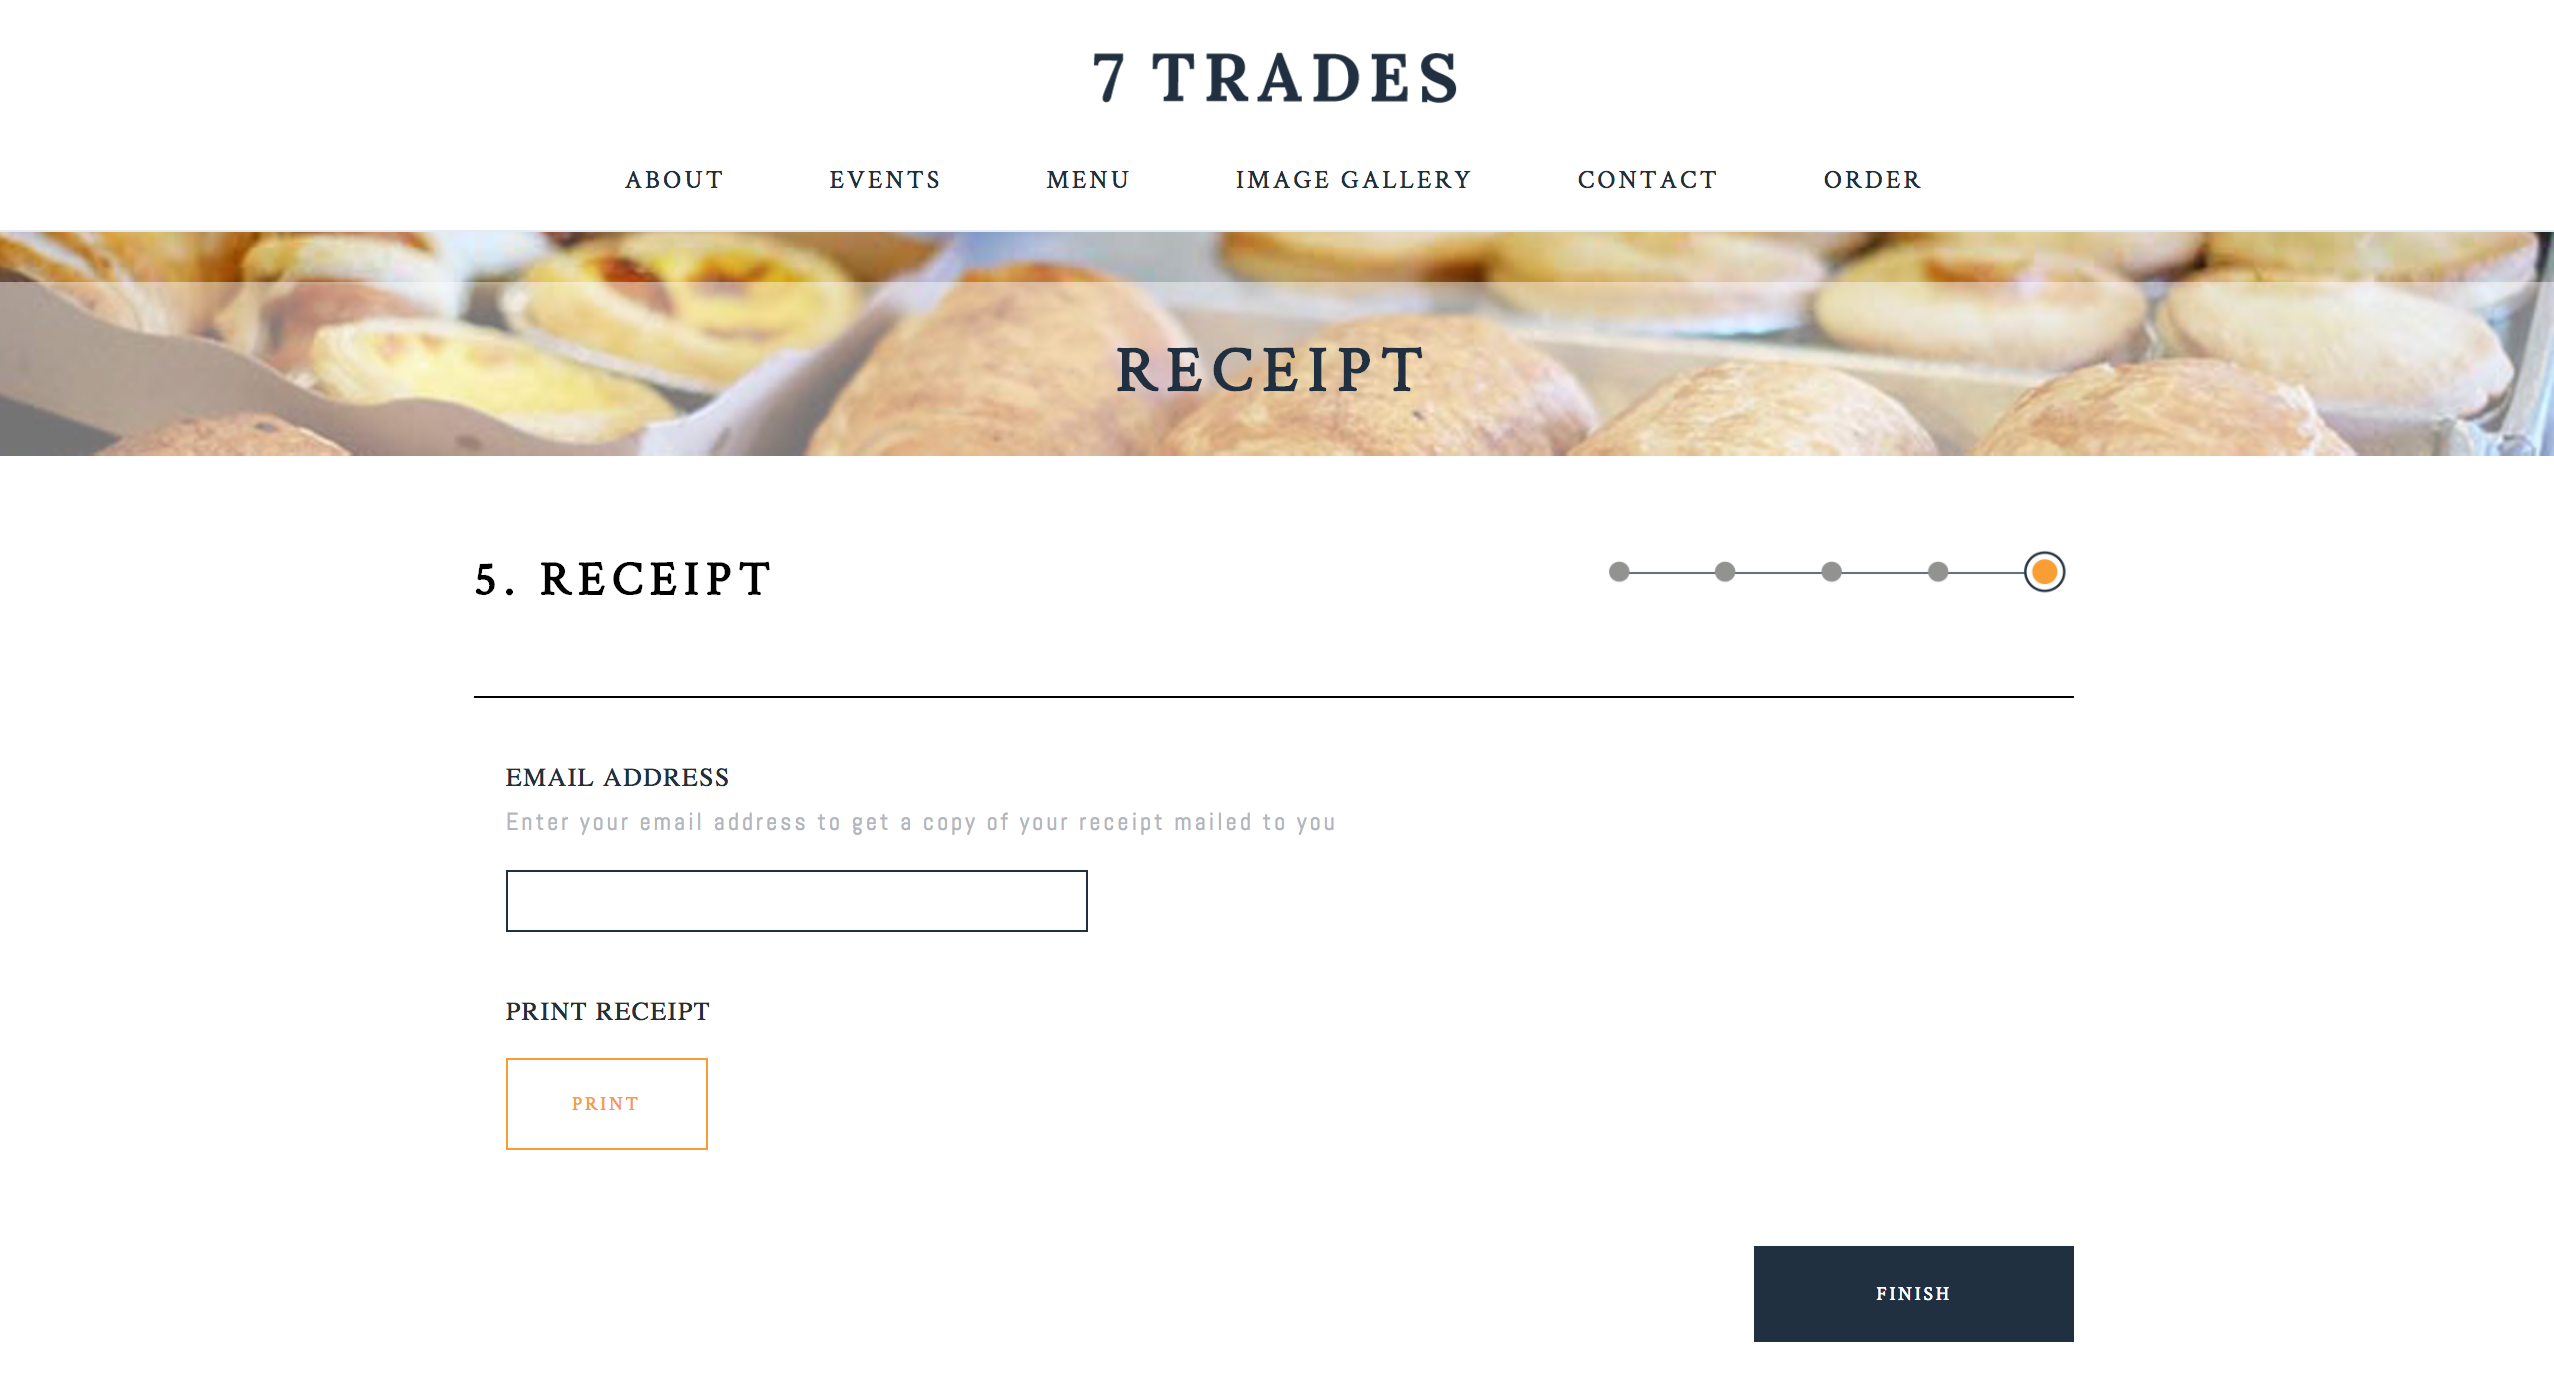 7 TRADES
ABOUT EVENTS MENU IMAGE GALLERY CONTACT ORDER
RECEIPT
5. RECEIPT
EMAIL ADDRESS
Enter your email address to get a copy of your receipt mailed to you
PRINT RECEIPT
PRINT
FINISH